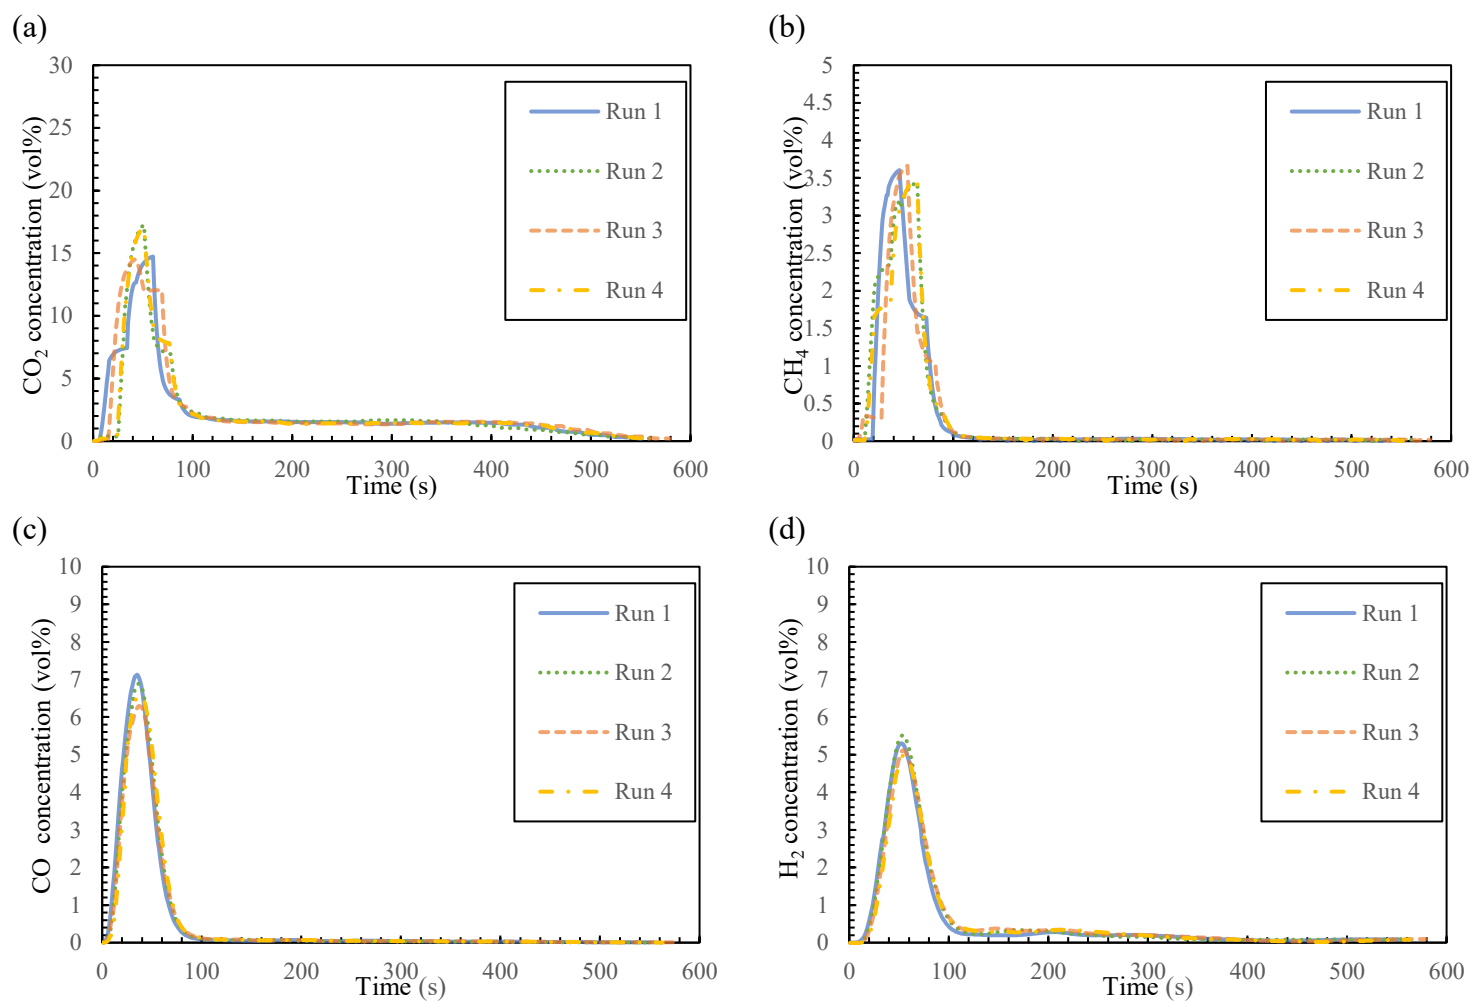 (a)
CO2 concentration (vol%)
30
25
20
15
10
5
0
0 100 200 300 400 500 600
Time (s)
Run 1
Run 2
Run 3
Run 4
(b)
CH4 concentration (vol%)
5
4.5
4
3.5
3
2.5
2
1.5
1
0.5
0
0 100 200 300 400 500 600
Time (s)
Run 1
Run 2
Run 3
Run 4
(c)
CO concentration (vol%)
10
9
8
7
6
5
4
3
2
1
0
0 100 200 300 400 500 600
Time (s)
Run 1
Run 2
Run 3
Run 4
(d)
H2 concentration (vol%)
10
9
8
7
6
5
4
3
2
1
0
0 100 200 300 400 500 600
Time (s)
Run 1
Run 2
Run 3
Run 4